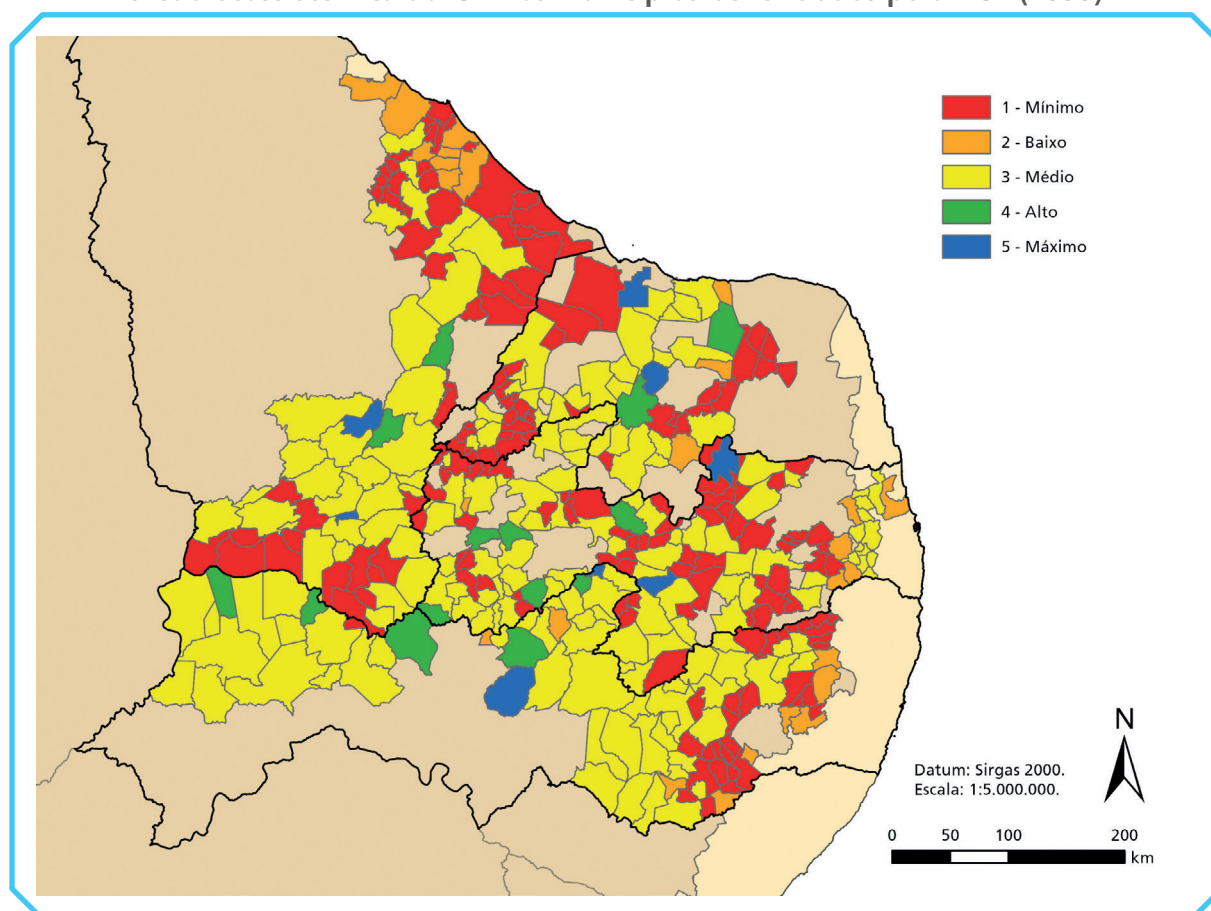 1 - Mínimo
2 - Baixo
3 - Médio
4 - Alto
5 - Máximo
N
Datum: Sirgas 2000.
Escala: 1:5.000.000.
0 50 100 200
km